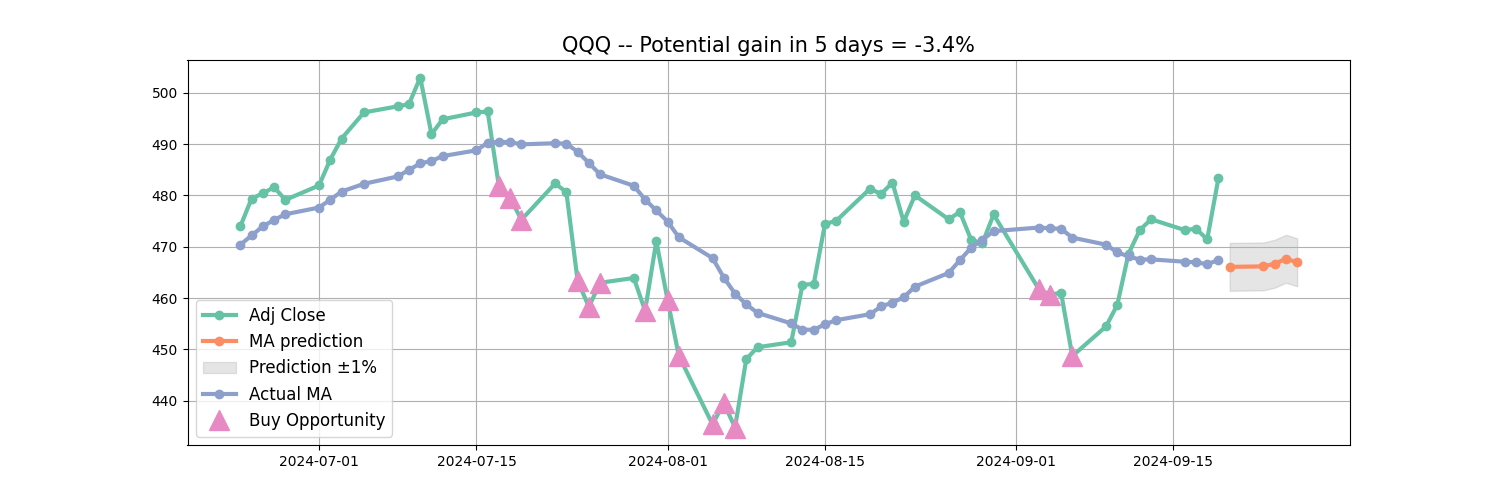 QQQ -- Potential gain in 5 days = -3.4%
500
490
480
470
460
450
440
Adj Close
MA prediction
Prediction ±1%
Actual MA
Buy Opportunity
2024-07-01
2024-07-15
2024-08-01
2024-08-15
2024-09-01
2024-09-15